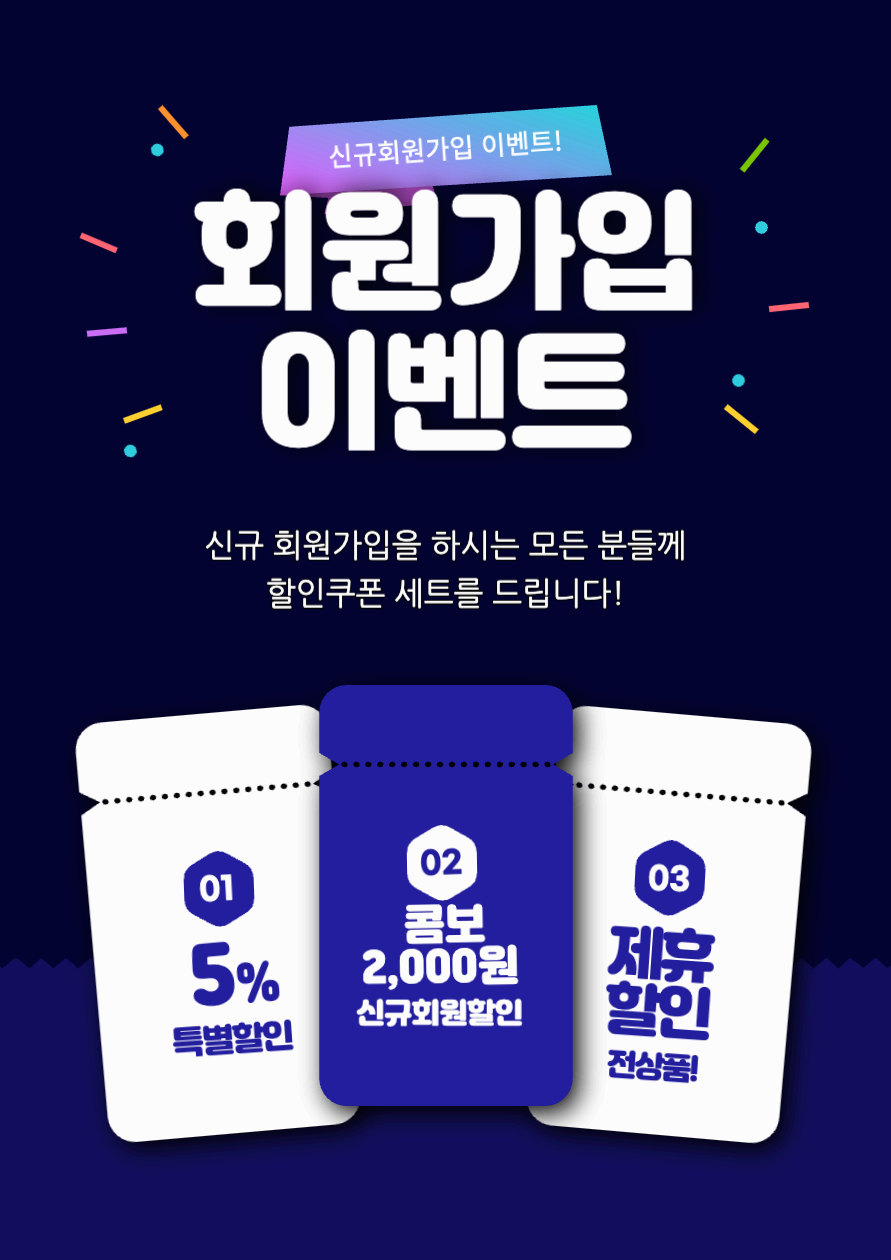 신규회원가입 이벤트!
회원가입
이벤트
신규 회원가입을 하시는 모든 분들께
할인쿠폰 세트를 드립니다!
01
5%
특별할인
02
콤보
2,000원
신규회원할인
03
제휴
할인
전상품!